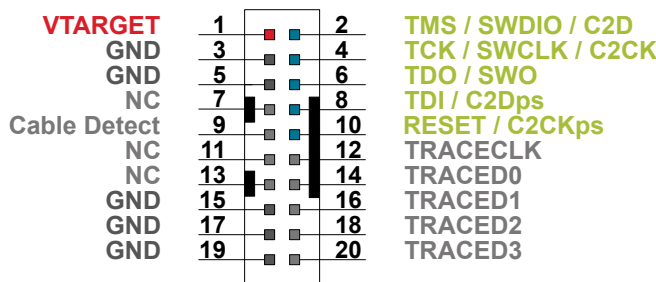 VTARGET 1 2 TMS / SWDIO / C2D
GND 3 4 TCK / SWCLK / C2CK
GND 5 6 TDO / SWO
NC 7 8 TDI / C2Dps
Cable Detect 9 10 RESET / C2CKps
NC 11 12 TRACECLK
NC 13 14 TRACED0
GND 15 16 TRACED1
GND 17 18 TRACED2
GND 19 20 TRACED3